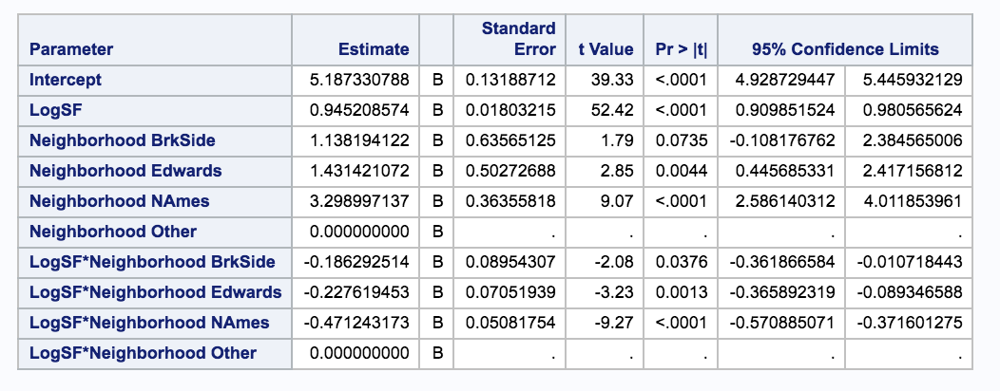 Parameter Estimate Standard Error t Value Pr > |t| 95% Confidence Limits
Intercept 5.187330788 B 0.13188712 39.33 <.0001 4.928729447 5.445932129
LogSF 0.945208574 B 0.01803215 52.42 <.0001 0.909851524 0.980565624
Neighborhood BrkSide 1.138194122 B 0.63565125 1.79 0.0735 -0.108176762 2.384565006
Neighborhood Edwards 1.431421072 B 0.50272688 2.85 0.0044 0.445685331 2.417156812
Neighborhood NAmes 3.298997137 B 0.36355818 9.07 <.0001 2.586140312 4.011853961
Neighborhood Other 0.000000000 B . . . . .
LogSF*Neighborhood BrkSide -0.186292514 B 0.08954307 -2.08 0.0376 -0.361866584 -0.010718443
LogSF*Neighborhood Edwards -0.227619453 B 0.07051939 -3.23 0.0013 -0.365892319 -0.089346588
LogSF*Neighborhood NAmes -0.471243173 B 0.05081754 -9.27 <.0001 -0.570885071 -0.371601275
LogSF*Neighborhood Other 0.000000000 B . . . . .